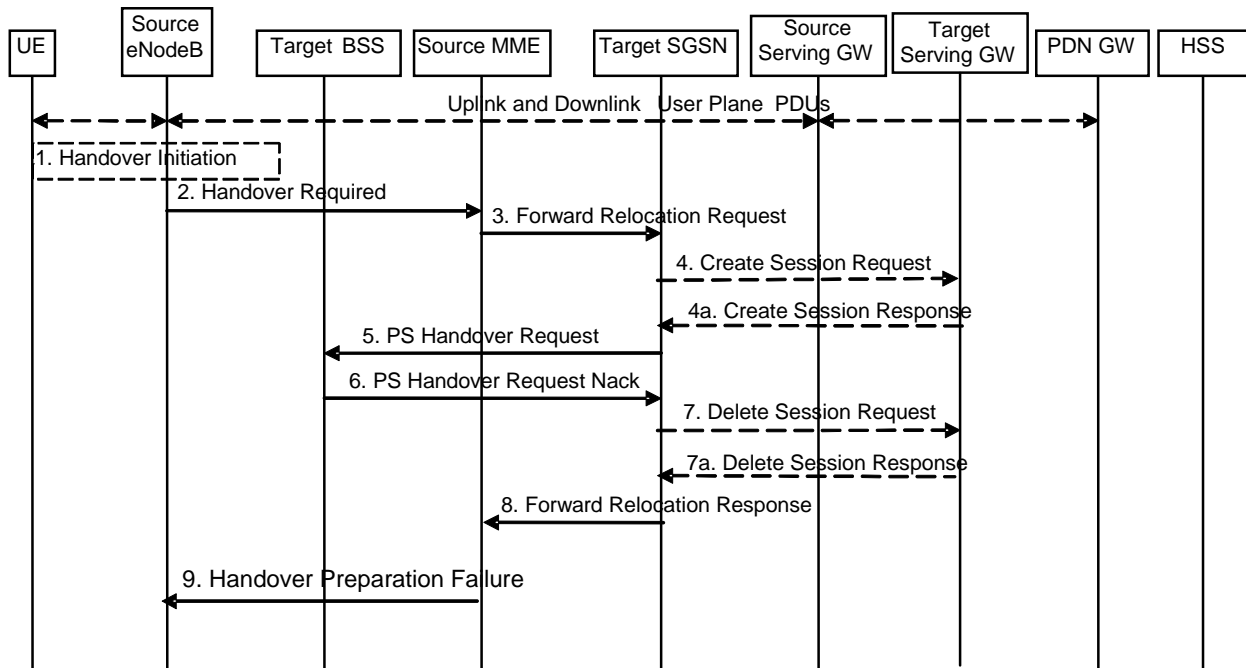 UE
Source
eNodeB
Target BSS
Source MME
Target SGSN
Source
Serving GW
Target
Serving GW
PDN GW
HSS
Uplink and Downlink User Plane PDUs
1. Handover Initiation
2. Handover Required
3. Forward Relocation Request
4. Create Session Request
4a. Create Session Response
5. PS Handover Request
6. PS Handover Request Nack
7. Delete Session Request
7a. Delete Session Response
8. Forward Relocation Response
9. Handover Preparation Failure